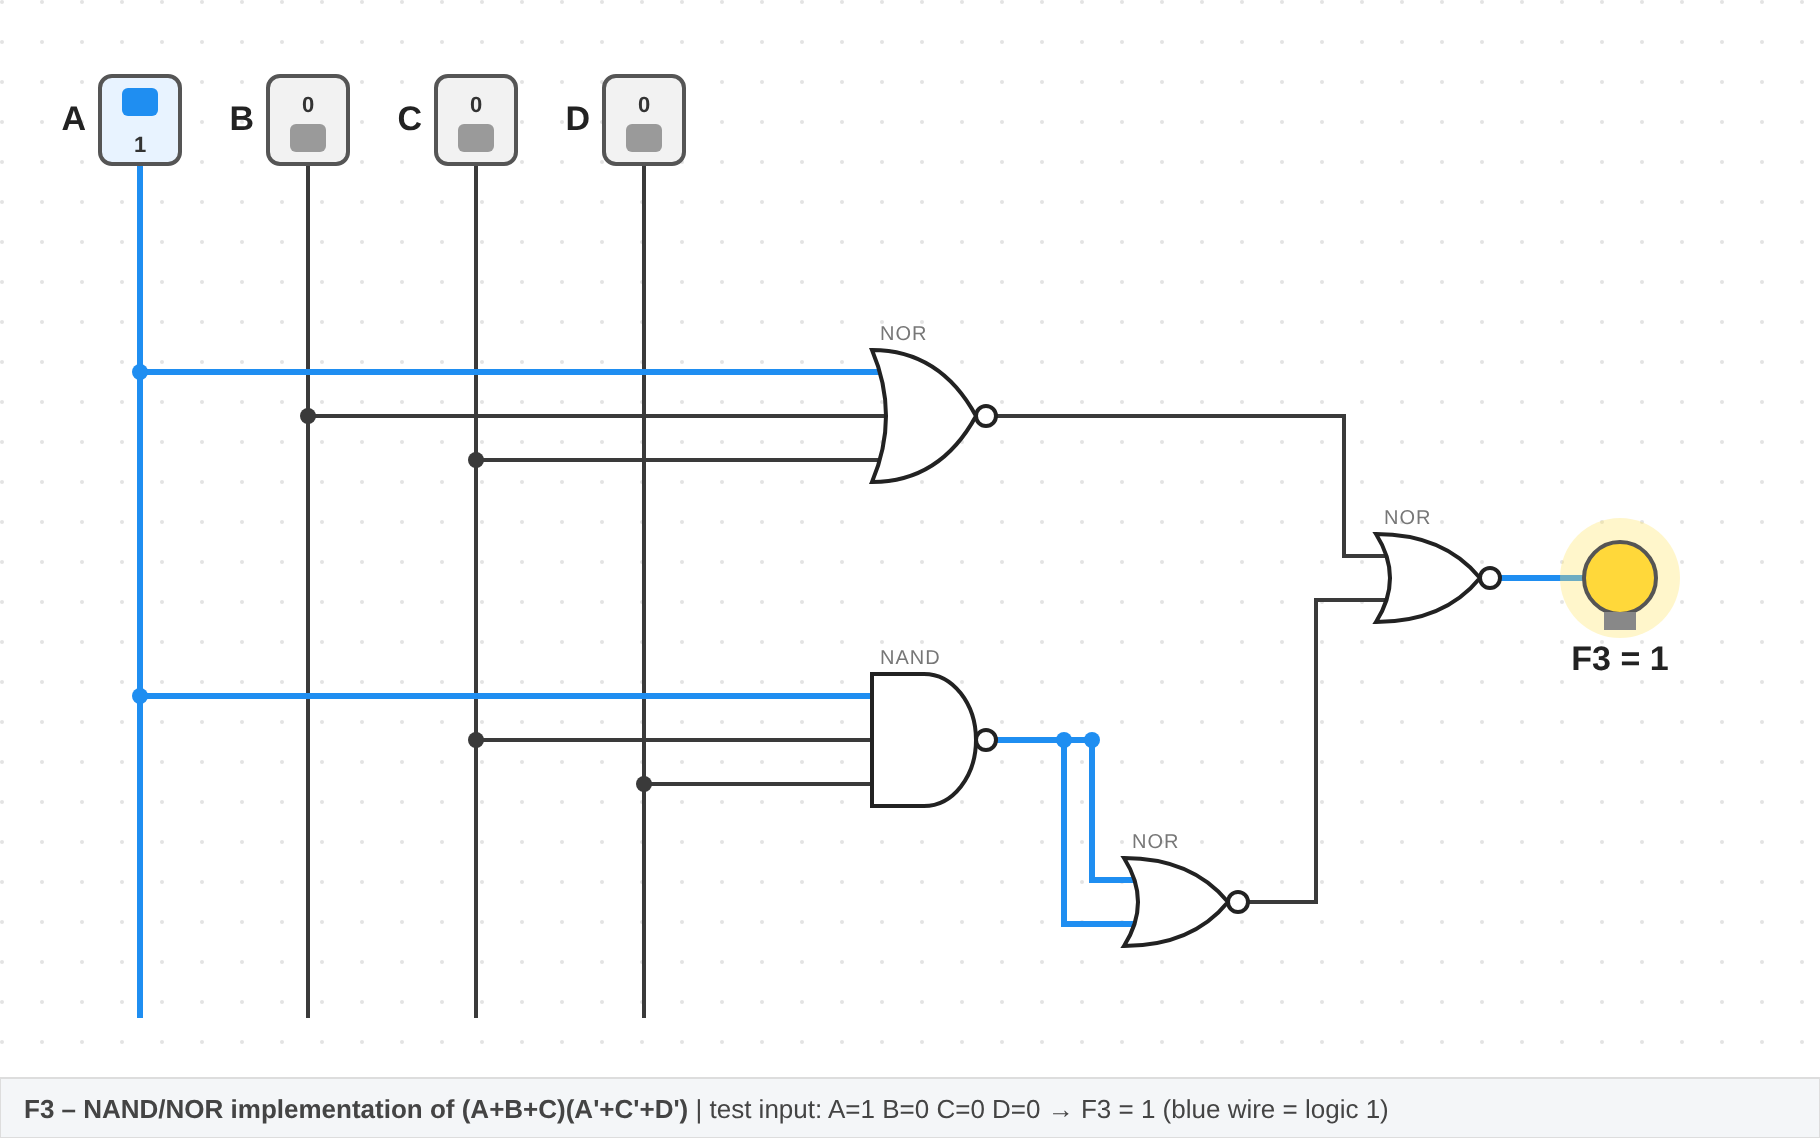 A
1
B
0
C
0
D
0
NOR
NOR
F3 = 1
NAND
NOR
F3 – NAND/NOR implementation of (A+B+C)(A'+C'+D') | test input: A=1 B=0 C=0 D=0 → F3 = 1 (blue wire = logic 1)